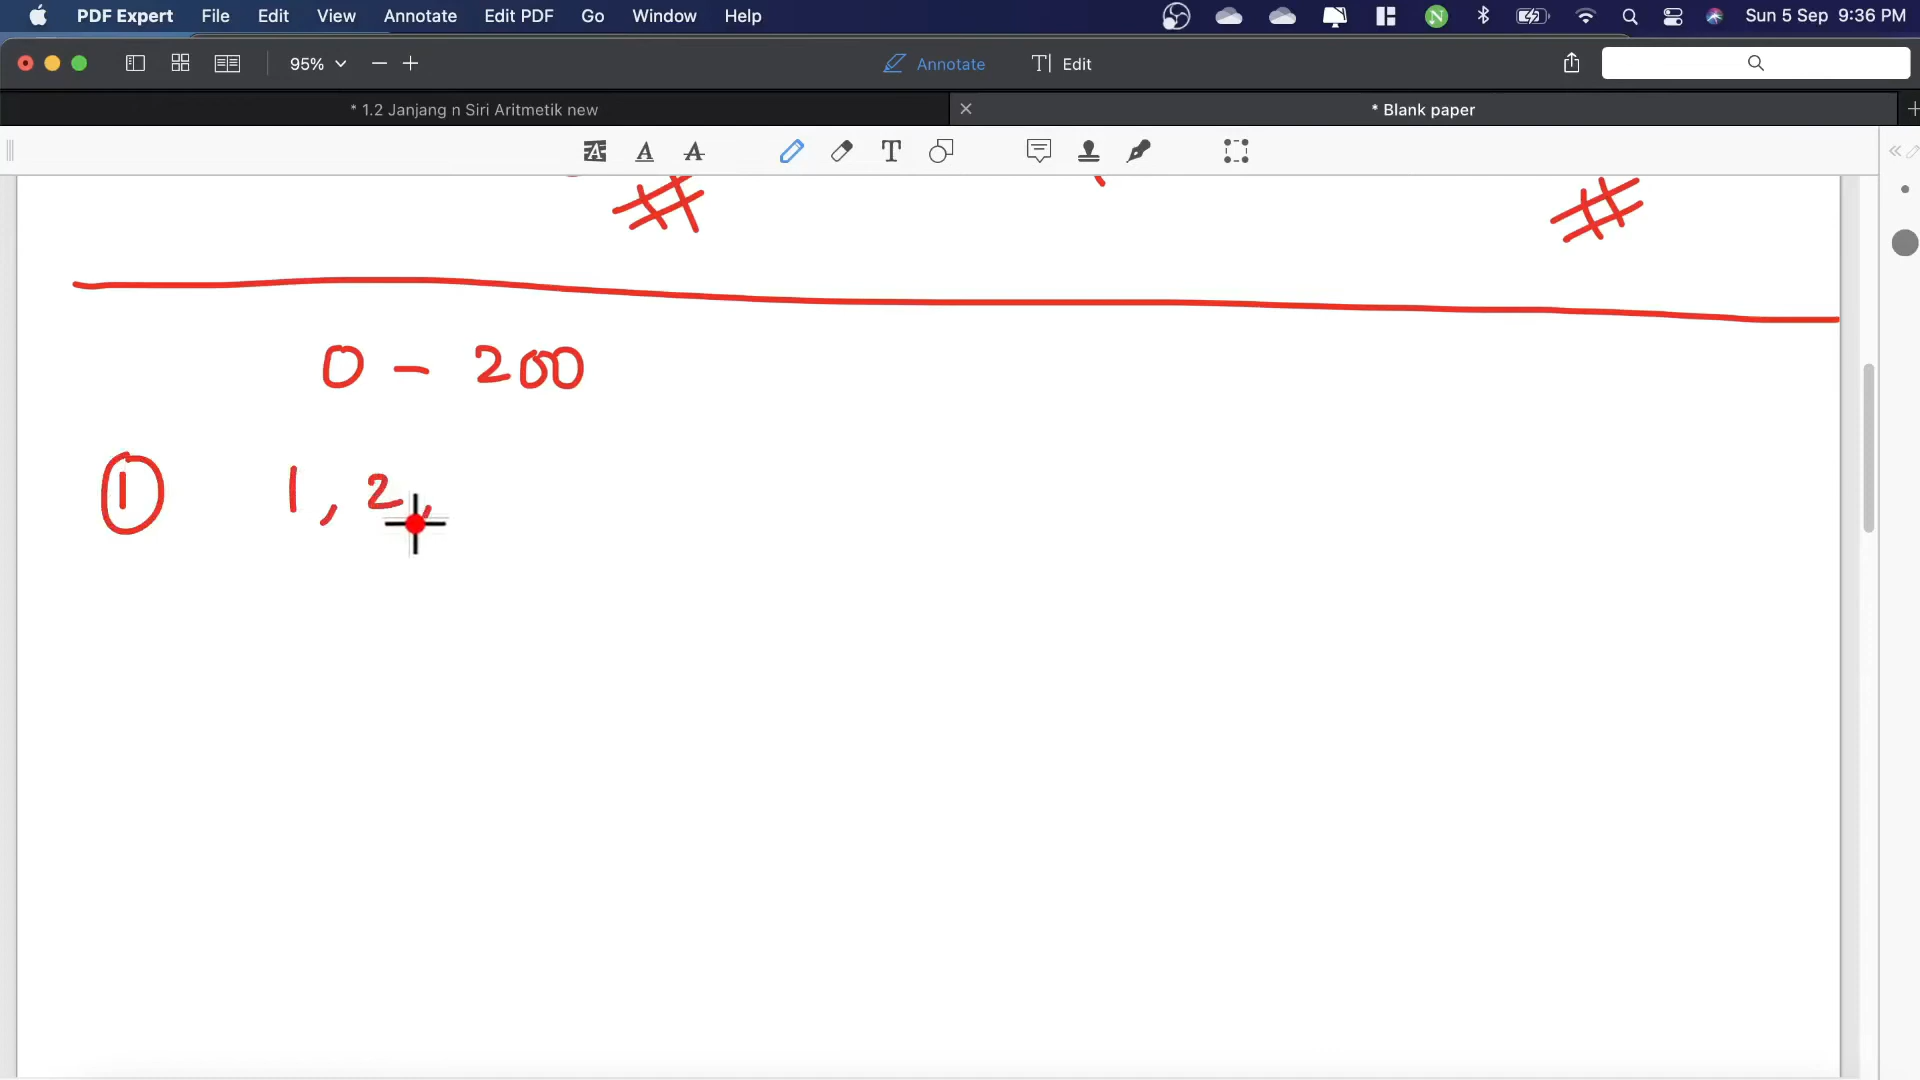 PDF Expert File Edit View Annotate Edit PDF Go Window Help N Sun 5 Sep 9:36 PM
95% Annotate Edit
* 1.2 Janjang n Siri Aritmetik new * Blank paper
# #
0 - 200
① 1, 2,